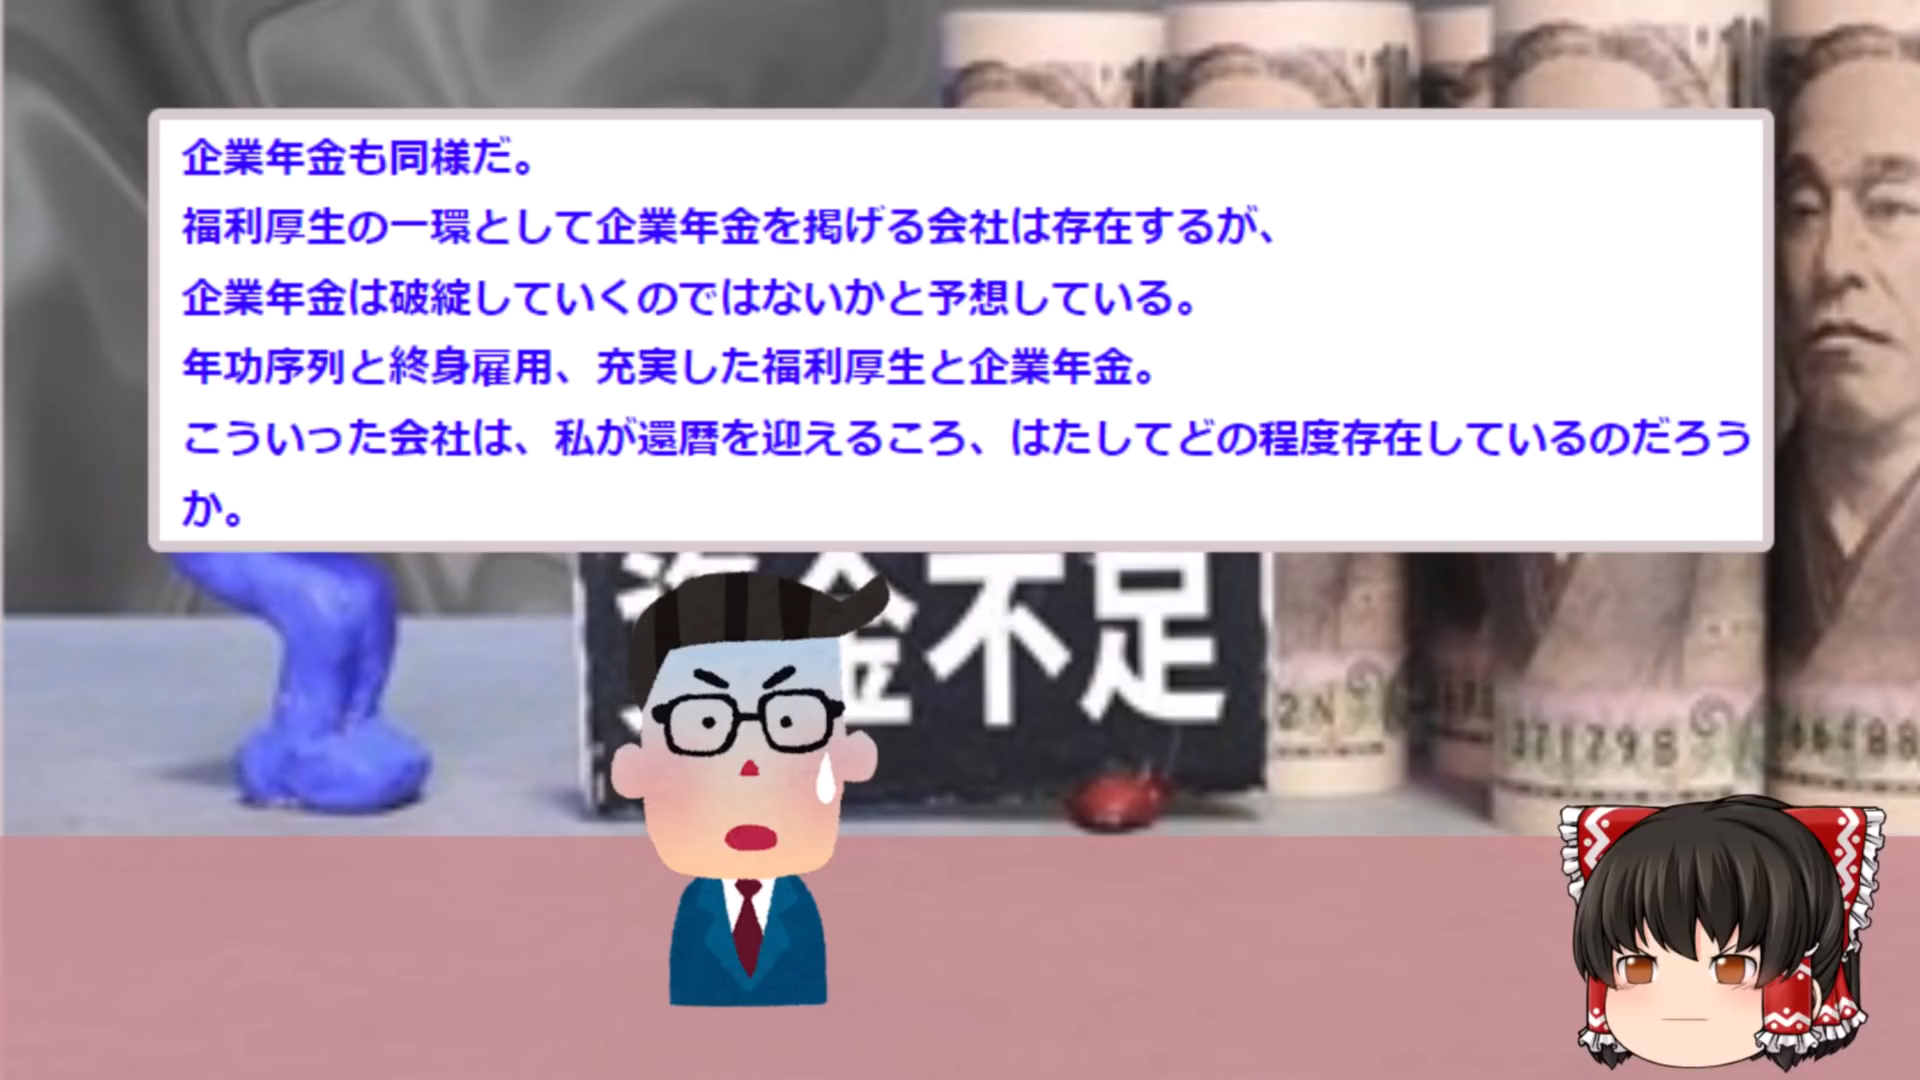 企業年金も同様だ。
福利厚生の一環として企業年金を掲げる会社は存在するが、
企業年金は破綻していくのではないかと予想している。
年功序列と終身雇用、充実した福利厚生と企業年金。
こういった会社は、私が還暦を迎えるころ、はたしてどの程度存在しているのだろう
か。
金不足